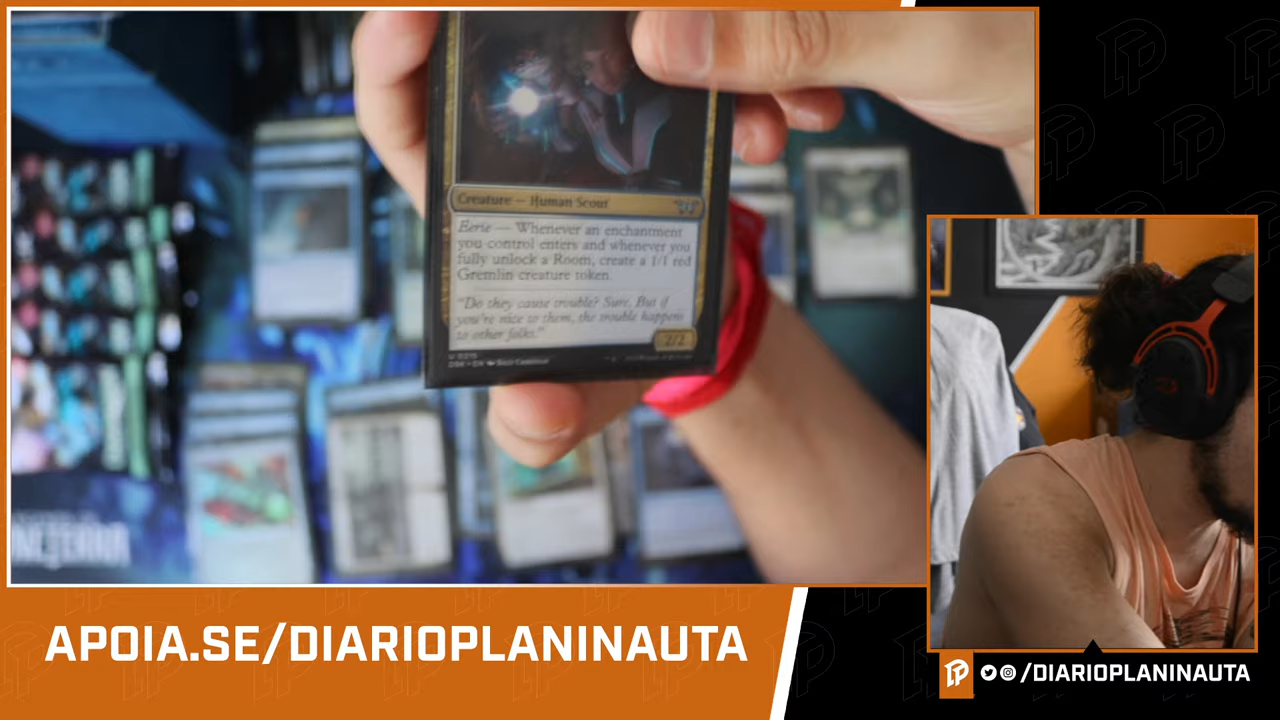 Creature — Human Scout
Eerie — Whenever an enchantment
you control enters and whenever you
fully unlock a Room, create a 1/1 red
Gremlin creature token.
"Do they cause trouble? Sure. But if
you're nice to them, the trouble happens
to other folks."
2/2
APOIA.SE/DIARIOPLANINAUTA
/DIARIOPLANINAUTA